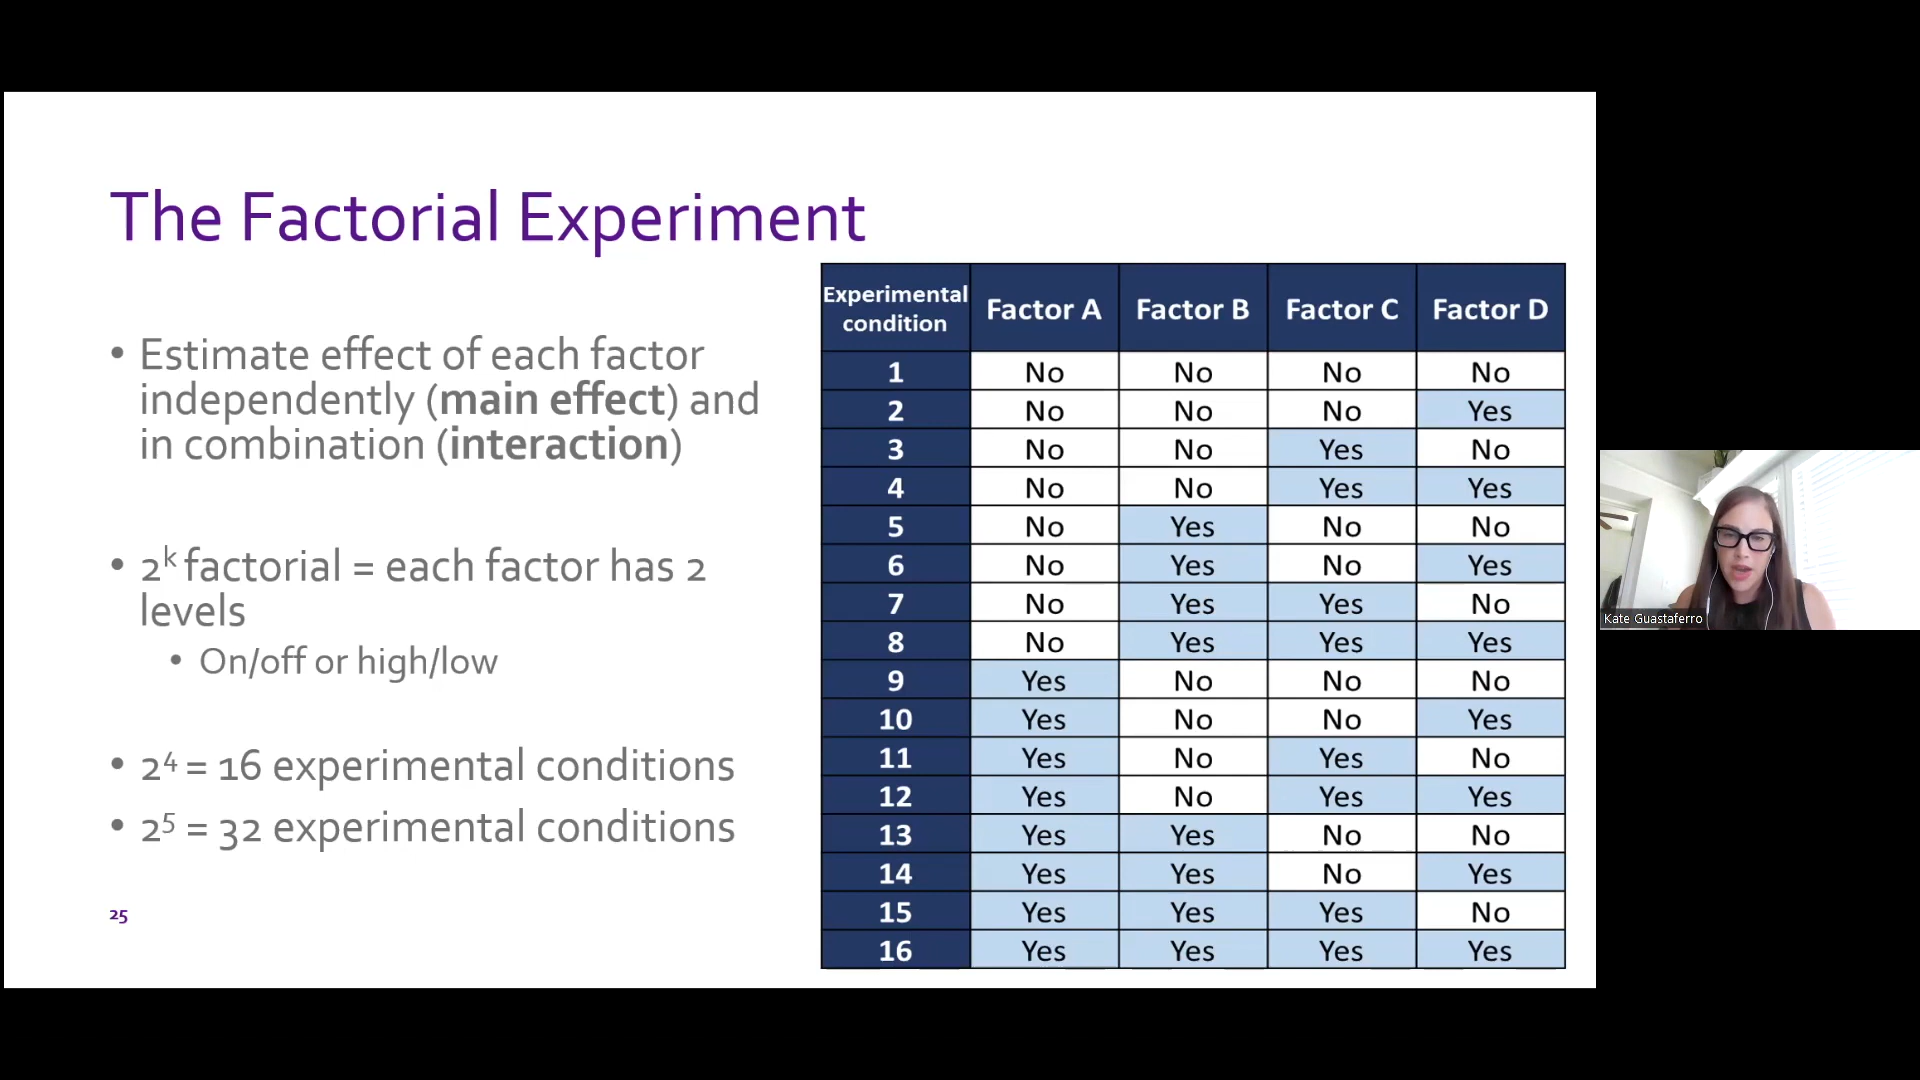 The Factorial Experiment
• Estimate effect of each factor
independently (main effect) and
in combination (interaction)
• 2ᵏ factorial = each factor has 2
levels
• On/off or high/low
• 2⁴ = 16 experimental conditions
• 2⁵ = 32 experimental conditions
25
Experimental condition Factor A Factor B Factor C Factor D
1 No No No No
2 No No No Yes
3 No No Yes No
4 No No Yes Yes
5 No Yes No No
6 No Yes No Yes
7 No Yes Yes No
8 No Yes Yes Yes
9 Yes No No No
10 Yes No No Yes
11 Yes No Yes No
12 Yes No Yes Yes
13 Yes Yes No No
14 Yes Yes No Yes
15 Yes Yes Yes No
16 Yes Yes Yes Yes
Kate Guastaferro